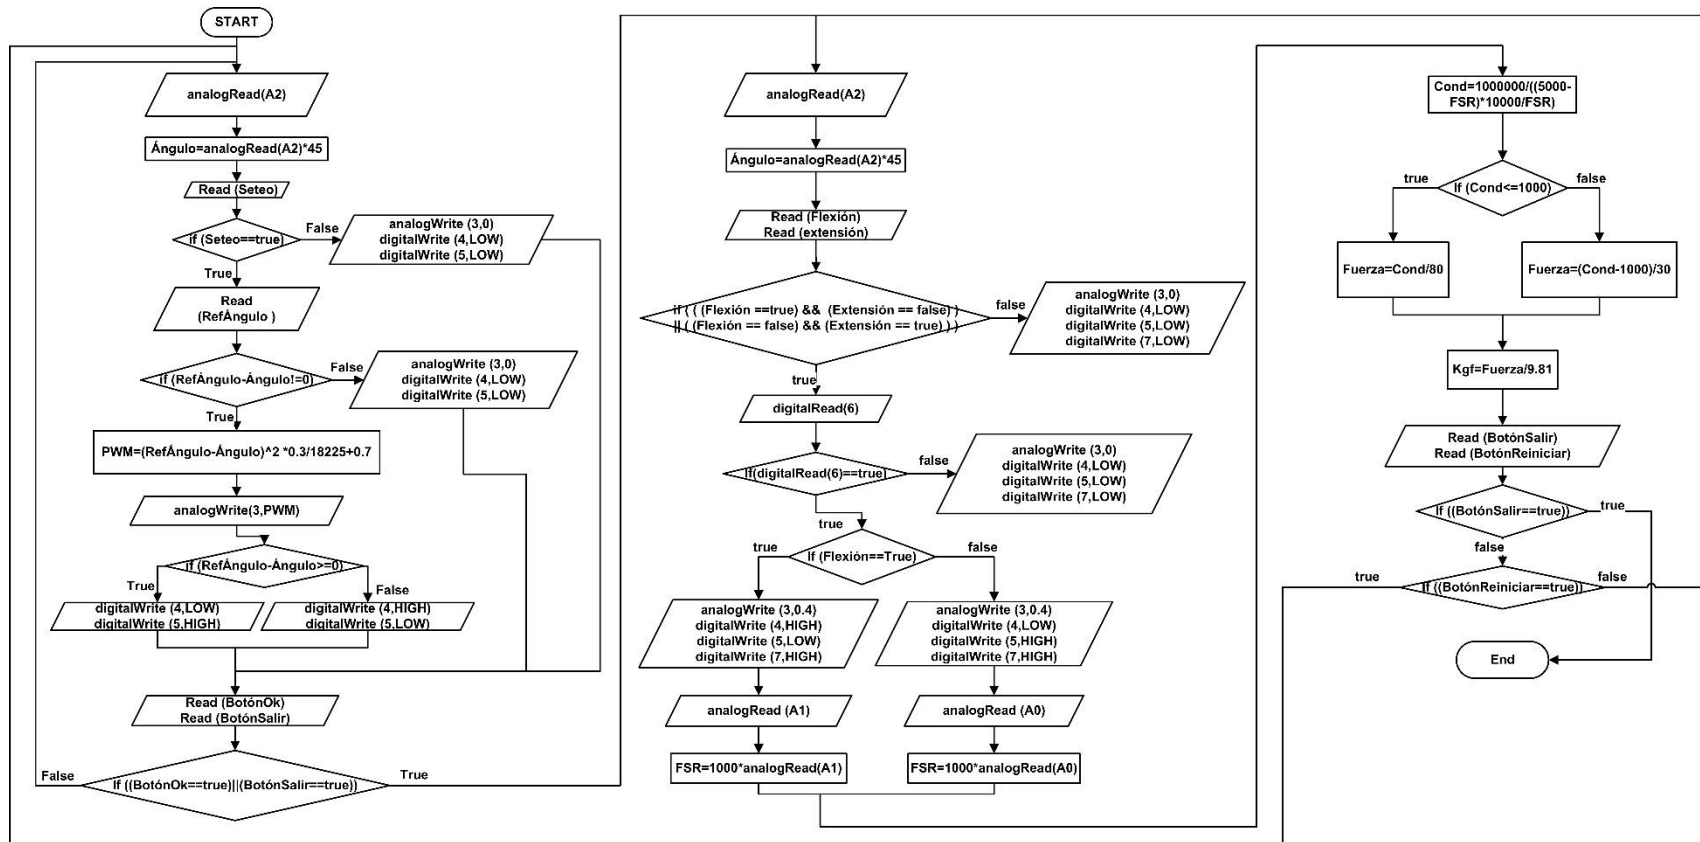 START
analogRead(A2)
Ángulo=analogRead(A2)*45
Read (Seteo)
if (Seteo==true)
False
analogWrite (3,0)
digitalWrite (4,LOW)
digitalWrite (5,LOW)
True
Read
(RefÁngulo )
if (RefÁngulo-Ángulo!=0)
False
analogWrite (3,0)
digitalWrite (4,LOW)
digitalWrite (5,LOW)
True
PWM=(RefÁngulo-Ángulo)^2 *0.3/18225+0.7
analogWrite(3,PWM)
if (RefÁngulo-Ángulo>=0)
True
False
digitalWrite (4,LOW)
digitalWrite (5,HIGH)
digitalWrite (4,HIGH)
digitalWrite (5,LOW)
Read (BotónOk)
Read (BotónSalir)
False
If ((BotónOk==true)||(BotónSalir==true))
True
analogRead(A2)
Ángulo=analogRead(A2)*45
Read (Flexión)
Read (extensión)
if ( ( (Flexión ==true) && (Extensión == false) )
|| ( (Flexión == false) && (Extensión == true) ) )
false
analogWrite (3,0)
digitalWrite (4,LOW)
digitalWrite (5,LOW)
digitalWrite (7,LOW)
true
digitalRead(6)
If(digitalRead(6)==true)
false
analogWrite (3,0)
digitalWrite (4,LOW)
digitalWrite (5,LOW)
digitalWrite (7,LOW)
true
If (Flexión==True)
true
false
analogWrite (3,0.4)
digitalWrite (4,HIGH)
digitalWrite (5,LOW)
digitalWrite (7,HIGH)
analogWrite (3,0.4)
digitalWrite (4,LOW)
digitalWrite (5,HIGH)
digitalWrite (7,HIGH)
analogRead (A1)
analogRead (A0)
FSR=1000*analogRead(A1)
FSR=1000*analogRead(A0)
Cond=1000000/((5000-
FSR)*10000/FSR)
If (Cond<=1000)
true
false
Fuerza=Cond/80
Fuerza=(Cond-1000)/30
Kgf=Fuerza/9.81
Read (BotónSalir)
Read (BotónReiniciar)
If ((BotónSalir==true))
true
false
true
If ((BotónReiniciar==true))
false
End